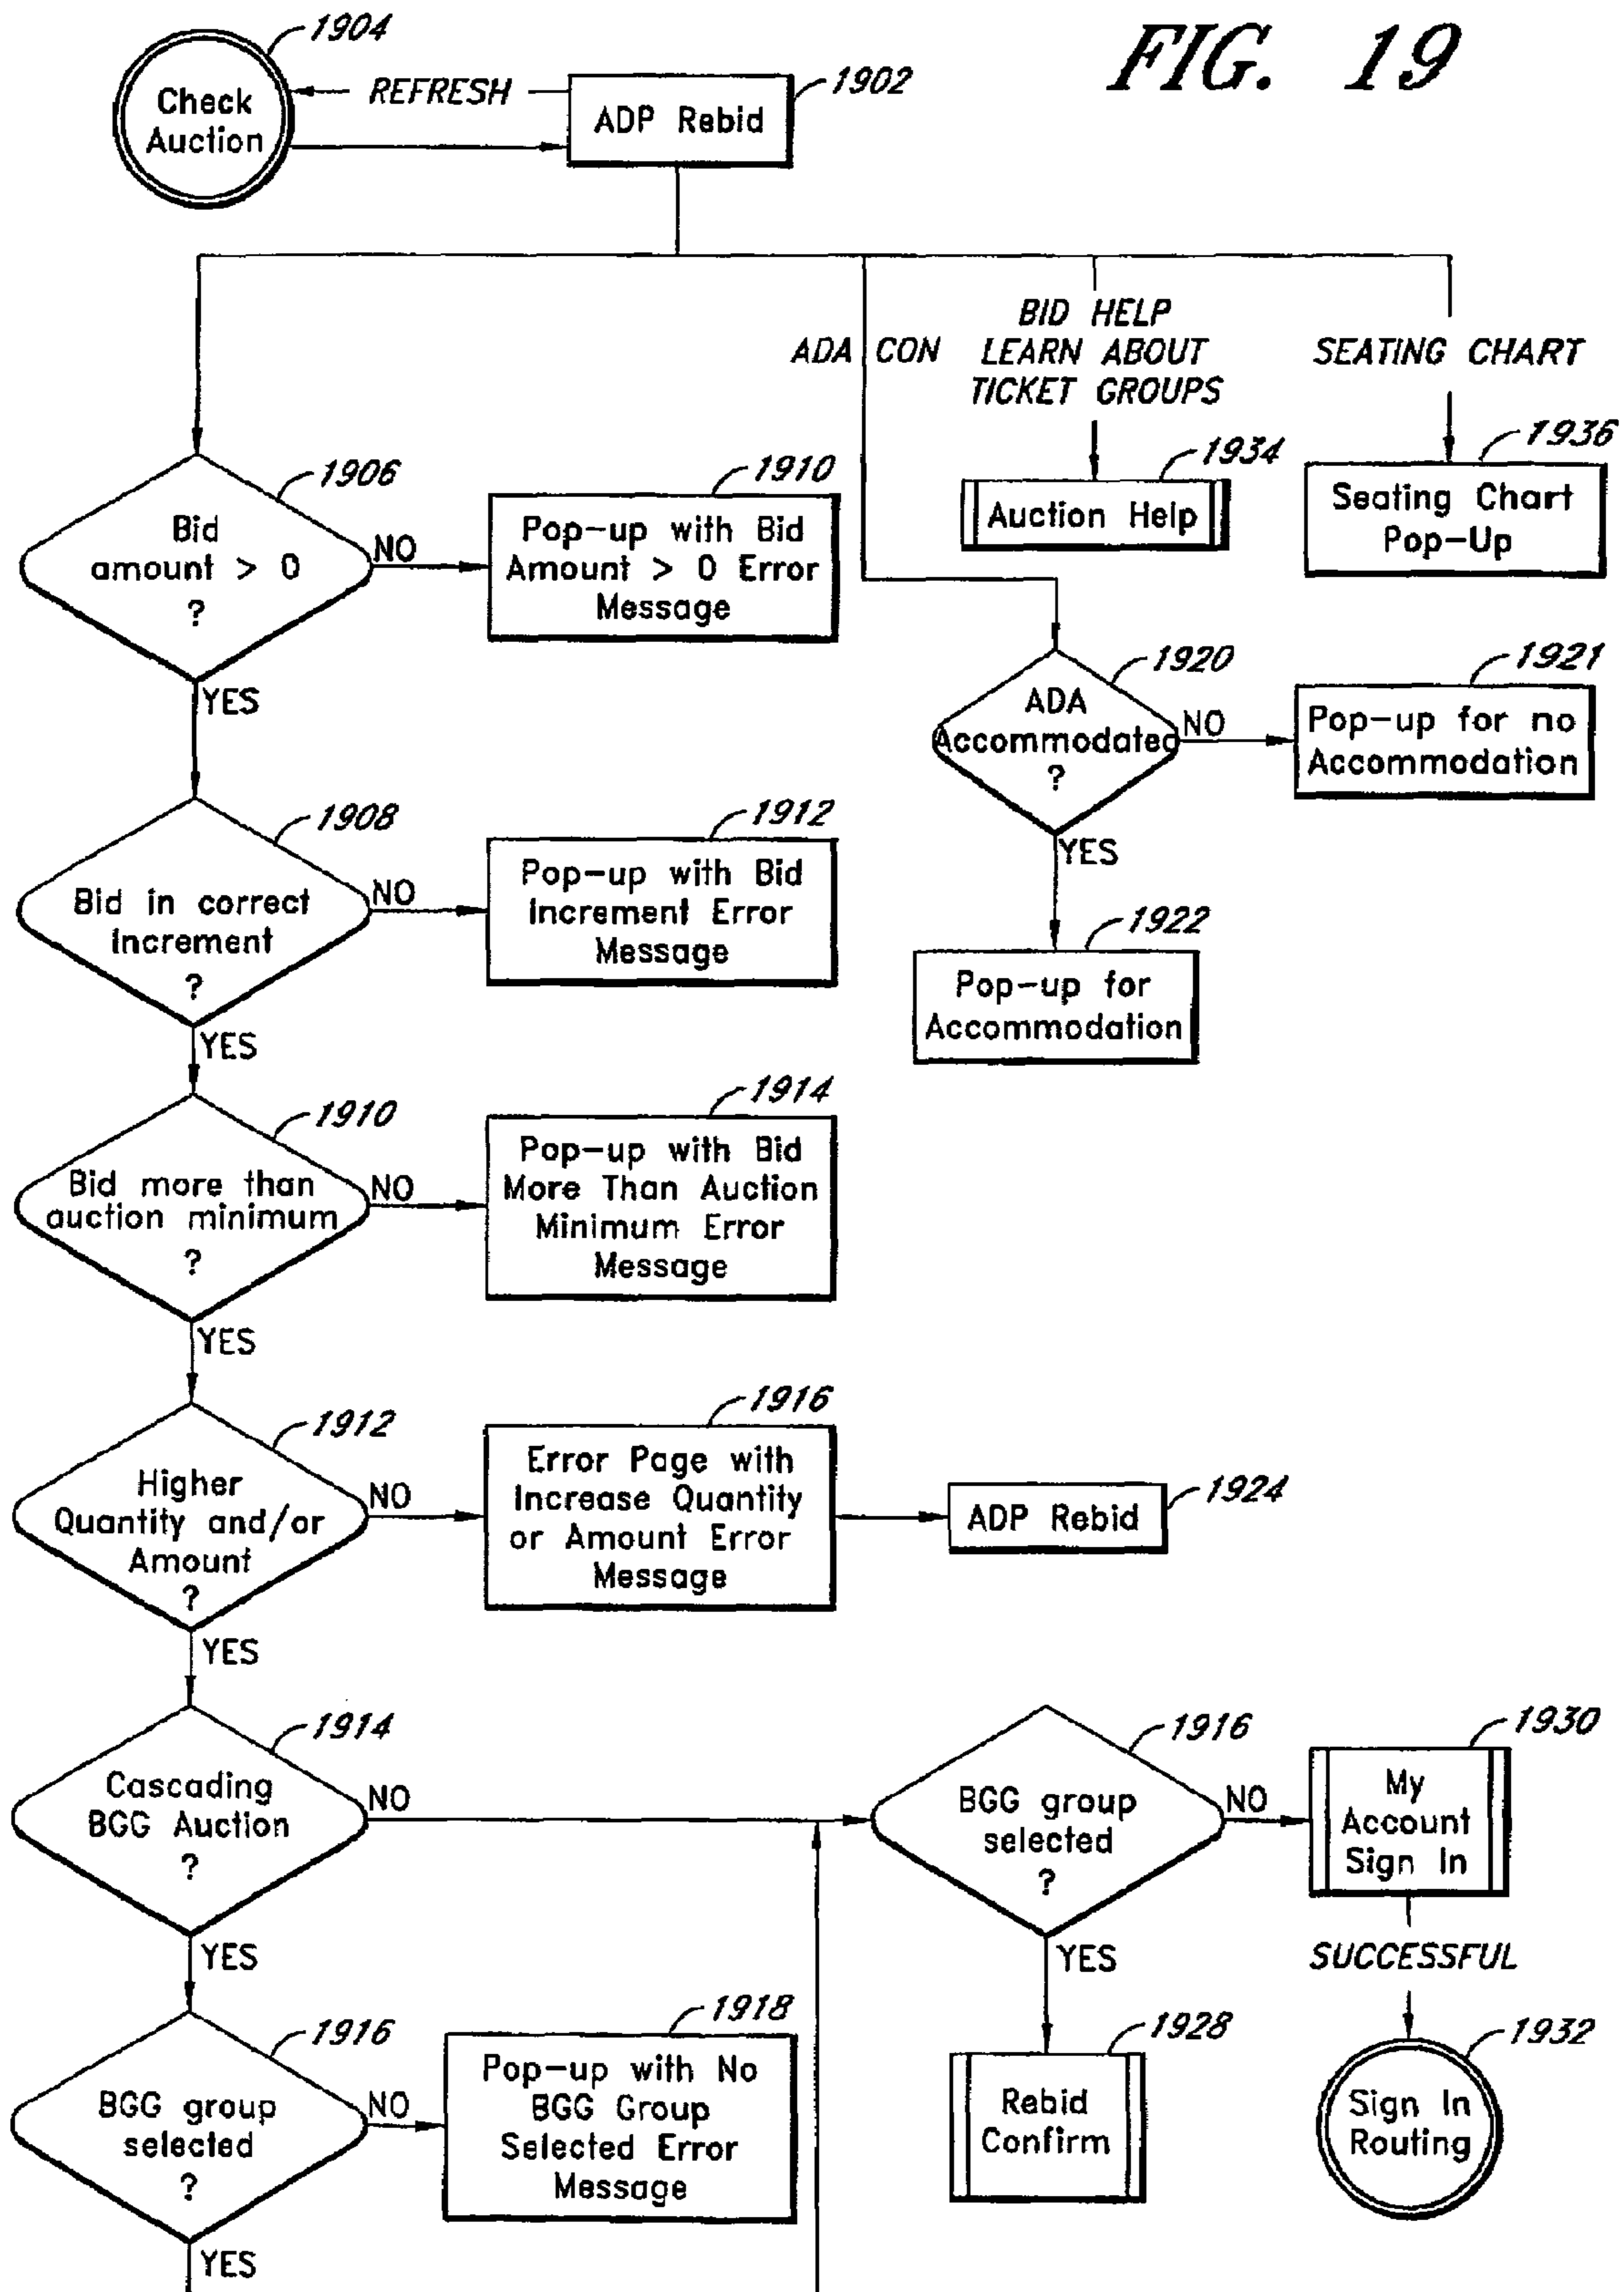 FIG. 19
1904
Check
Auction
REFRESH
1902
ADP Rebid
ADA CON
BID HELP
LEARN ABOUT
TICKET GROUPS
SEATING CHART
1906
Bid
amount > 0
?
NO
YES
1910
Pop-up with Bid
Amount > 0 Error
Message
1934
Auction Help
1936
Seating Chart
Pop-Up
1920
ADA
Accommodated
?
NO
YES
1921
Pop-up for no
Accommodation
1922
Pop-up for
Accommodation
1908
Bid in correct
Increment
?
NO
YES
1912
Pop-up with Bid
Increment Error
Message
1910
Bid more than
auction minimum
?
NO
YES
1914
Pop-up with Bid
More Than Auction
Minimum Error
Message
1912
Higher
Quantity and/or
Amount
?
NO
YES
1916
Error Page with
Increase Quantity
or Amount Error
Message
1924
ADP Rebid
1914
Cascading
BGG Auction
?
NO
YES
1916
BGG group
selected
?
NO
YES
1930
My
Account
Sign In
SUCCESSFUL
1932
Sign In
Routing
1928
Rebid
Confirm
1916
BGG group
selected
?
NO
YES
1918
Pop-up with No
BGG Group
Selected Error
Message